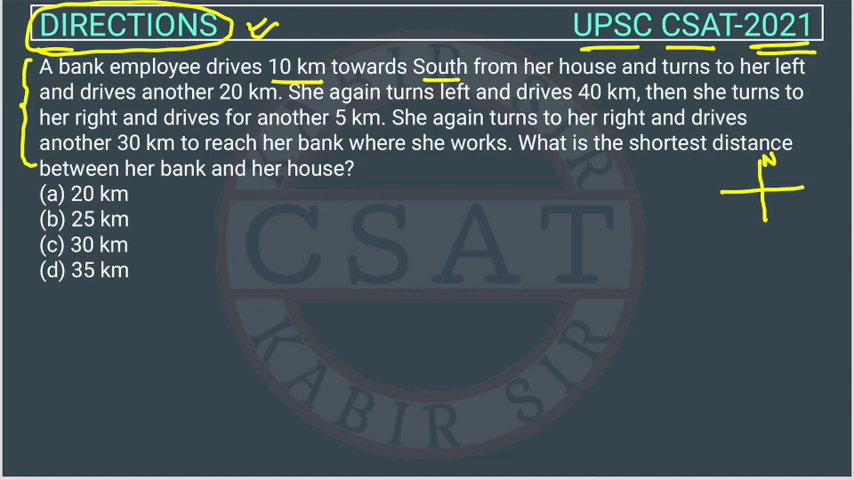 DIRECTIONS UPSC CSAT-2021
A bank employee drives 10 km towards South from her house and turns to her left
and drives another 20 km. She again turns left and drives 40 km, then she turns to
her right and drives for another 5 km. She again turns to her right and drives
another 30 km to reach her bank where she works. What is the shortest distance
between her bank and her house?
N
(a) 20 km
(b) 25 km
(c) 30 km
(d) 35 km
KABIR SIR
CSAT
KABIR SIR